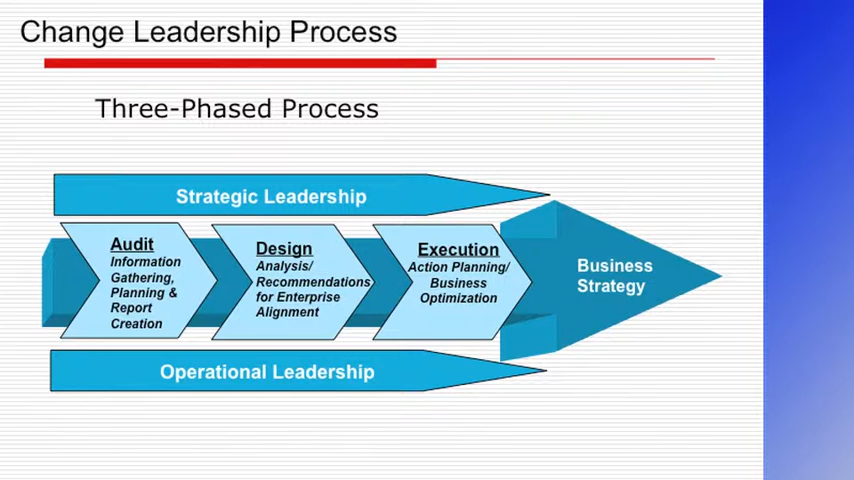 Change Leadership Process
Three-Phased Process
Strategic Leadership
Audit
Information
Gathering,
Planning &
Report
Creation
Design
Analysis/
Recommendations
for Enterprise
Alignment
Execution
Action Planning/
Business
Optimization
Business
Strategy
Operational Leadership